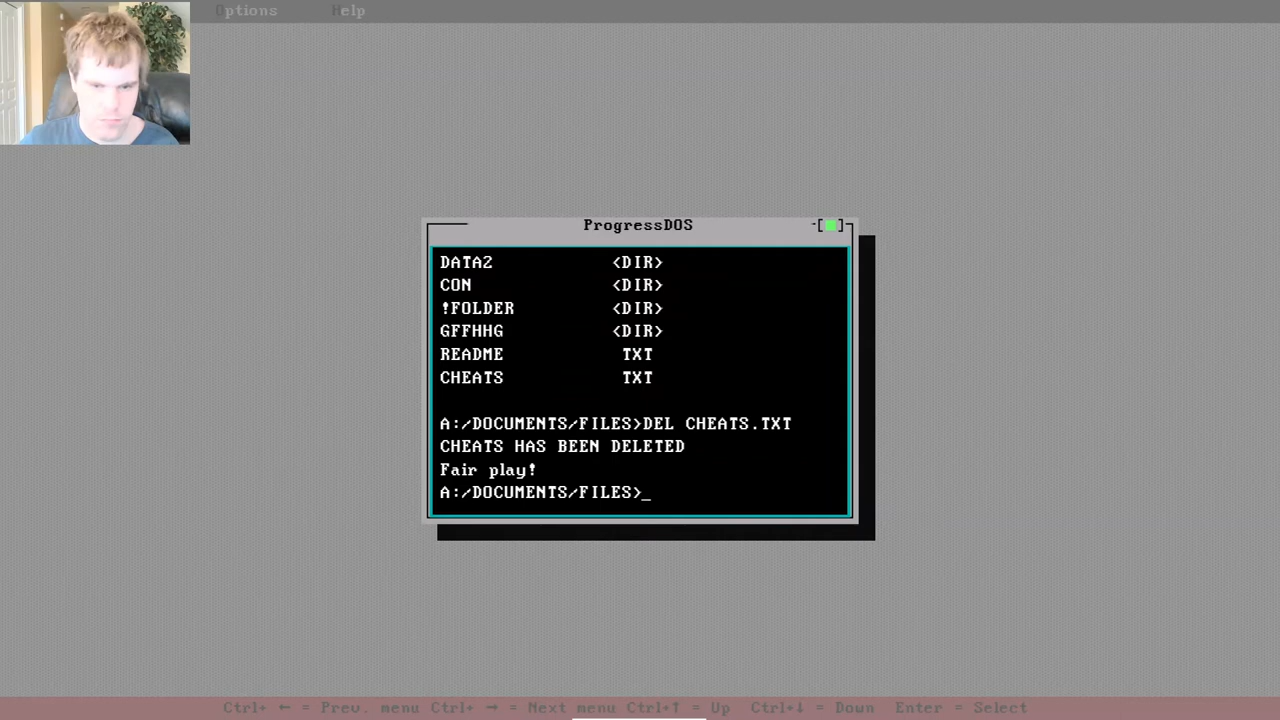 Options Help
ProgressDOS
[ ]
DATA2 <DIR>
CON <DIR>
!FOLDER <DIR>
GFFHHG <DIR>
README TXT
CHEATS TXT
A:/DOCUMENTS/FILES>DEL CHEATS.TXT
CHEATS HAS BEEN DELETED
Fair play!
A:/DOCUMENTS/FILES>_
Ctrl+ ← = Prev. menu Ctrl+ → = Next menu Ctrl+↑ = Up Ctrl+↓ = Down Enter = Select